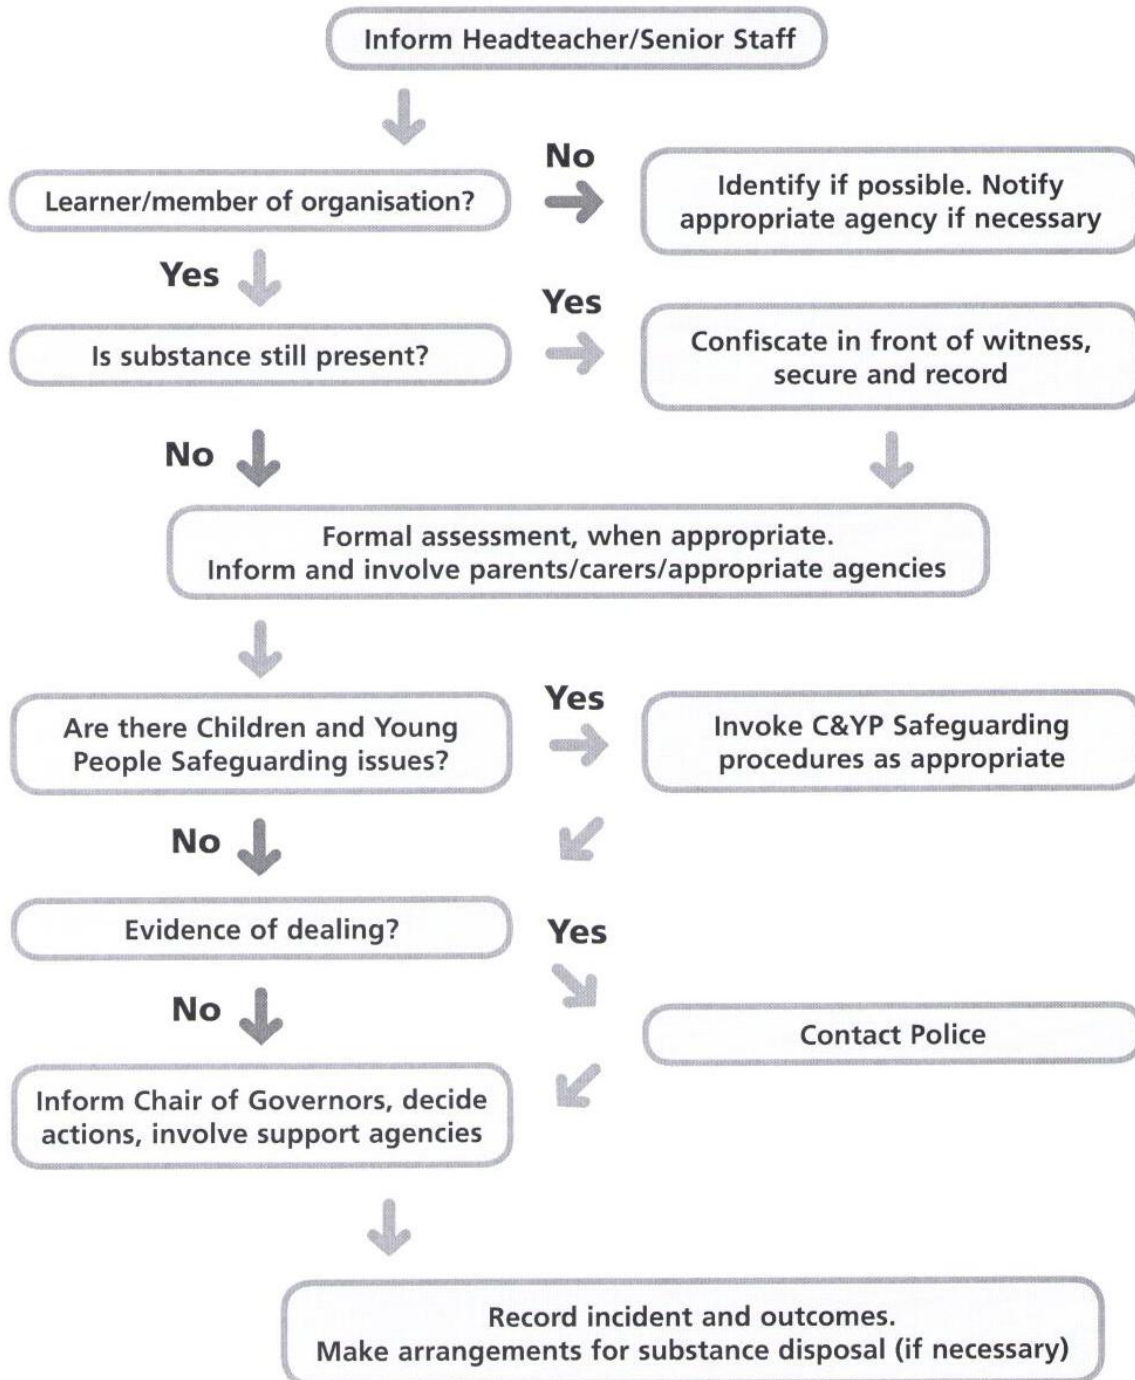 Inform Headteacher/Senior Staff
No
Learner/member of organisation?
Identify if possible. Notify
appropriate agency if necessary
Yes
Yes
Is substance still present?
Confiscate in front of witness,
secure and record
No
Formal assessment, when appropriate.
Inform and involve parents/carers/appropriate agencies
Are there Children and Young
People Safeguarding issues?
Yes
Invoke C&YP Safeguarding
procedures as appropriate
No
Evidence of dealing?
Yes
No
Contact Police
Inform Chair of Governors, decide
actions, involve support agencies
Record incident and outcomes.
Make arrangements for substance disposal (if necessary)